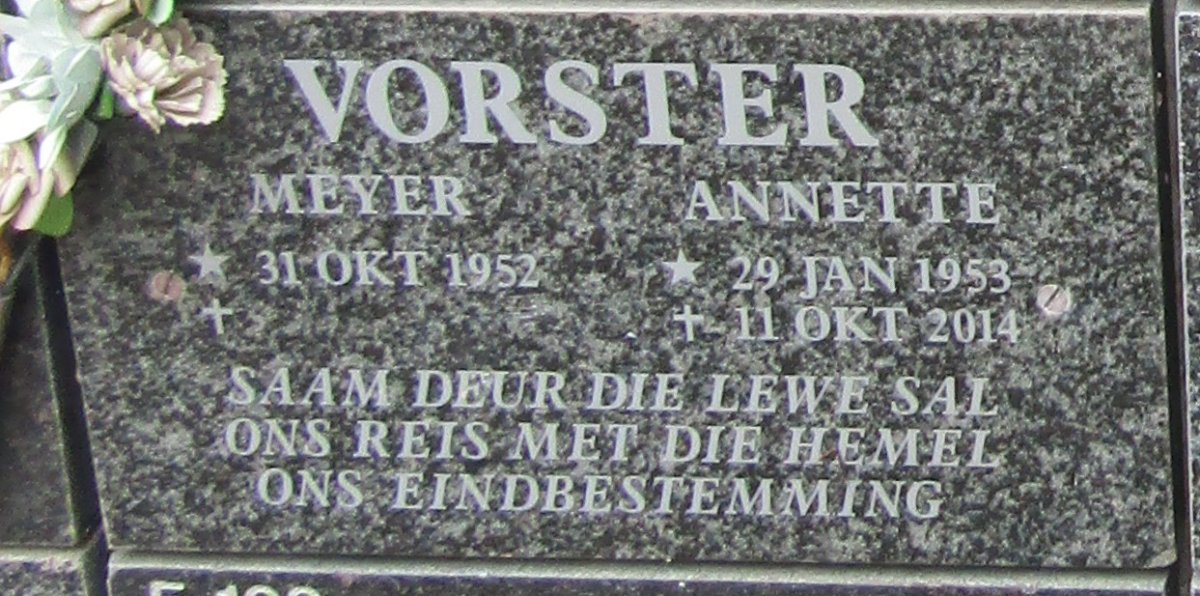 VORSTER
MEYER ANNETTE
★ 31 OKT 1952 ★ 29 JAN 1953
✝ ✝ 11 OKT 2014
SAAM DEUR DIE LEWE SAL
ONS REIS MET DIE HEMEL
ONS EINDBESTEMMING